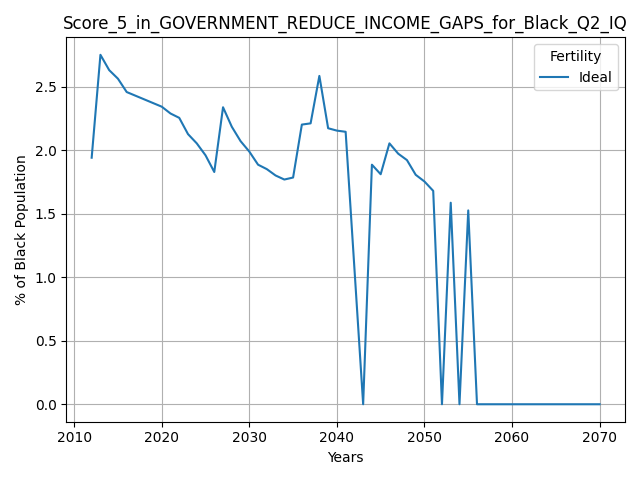 Score_5_in_GOVERNMENT_REDUCE_INCOME_GAPS_for_Black_Q2_IQ
Fertility
Ideal
2.5
2.0
1.5
1.0
0.5
0.0
% of Black Population
2010 2020 2030 2040 2050 2060 2070
Years